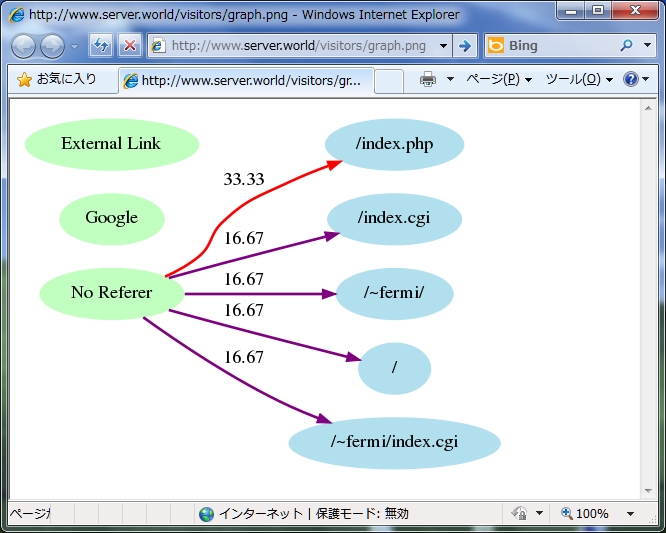 http://www.server.world/visitors/graph.png - Windows Internet Explorer
http://www.server.world/visitors/graph.png
Bing
お気に入り
http://www.server.world/visitors/gr...
ページ(P)
ツール(O)
External Link
/index.php
33.33
Google
/index.cgi
16.67
No Referer
16.67
/~fermi/
16.67
/
16.67
/~fermi/index.cgi
ページが
インターネット | 保護モード: 無効
100%